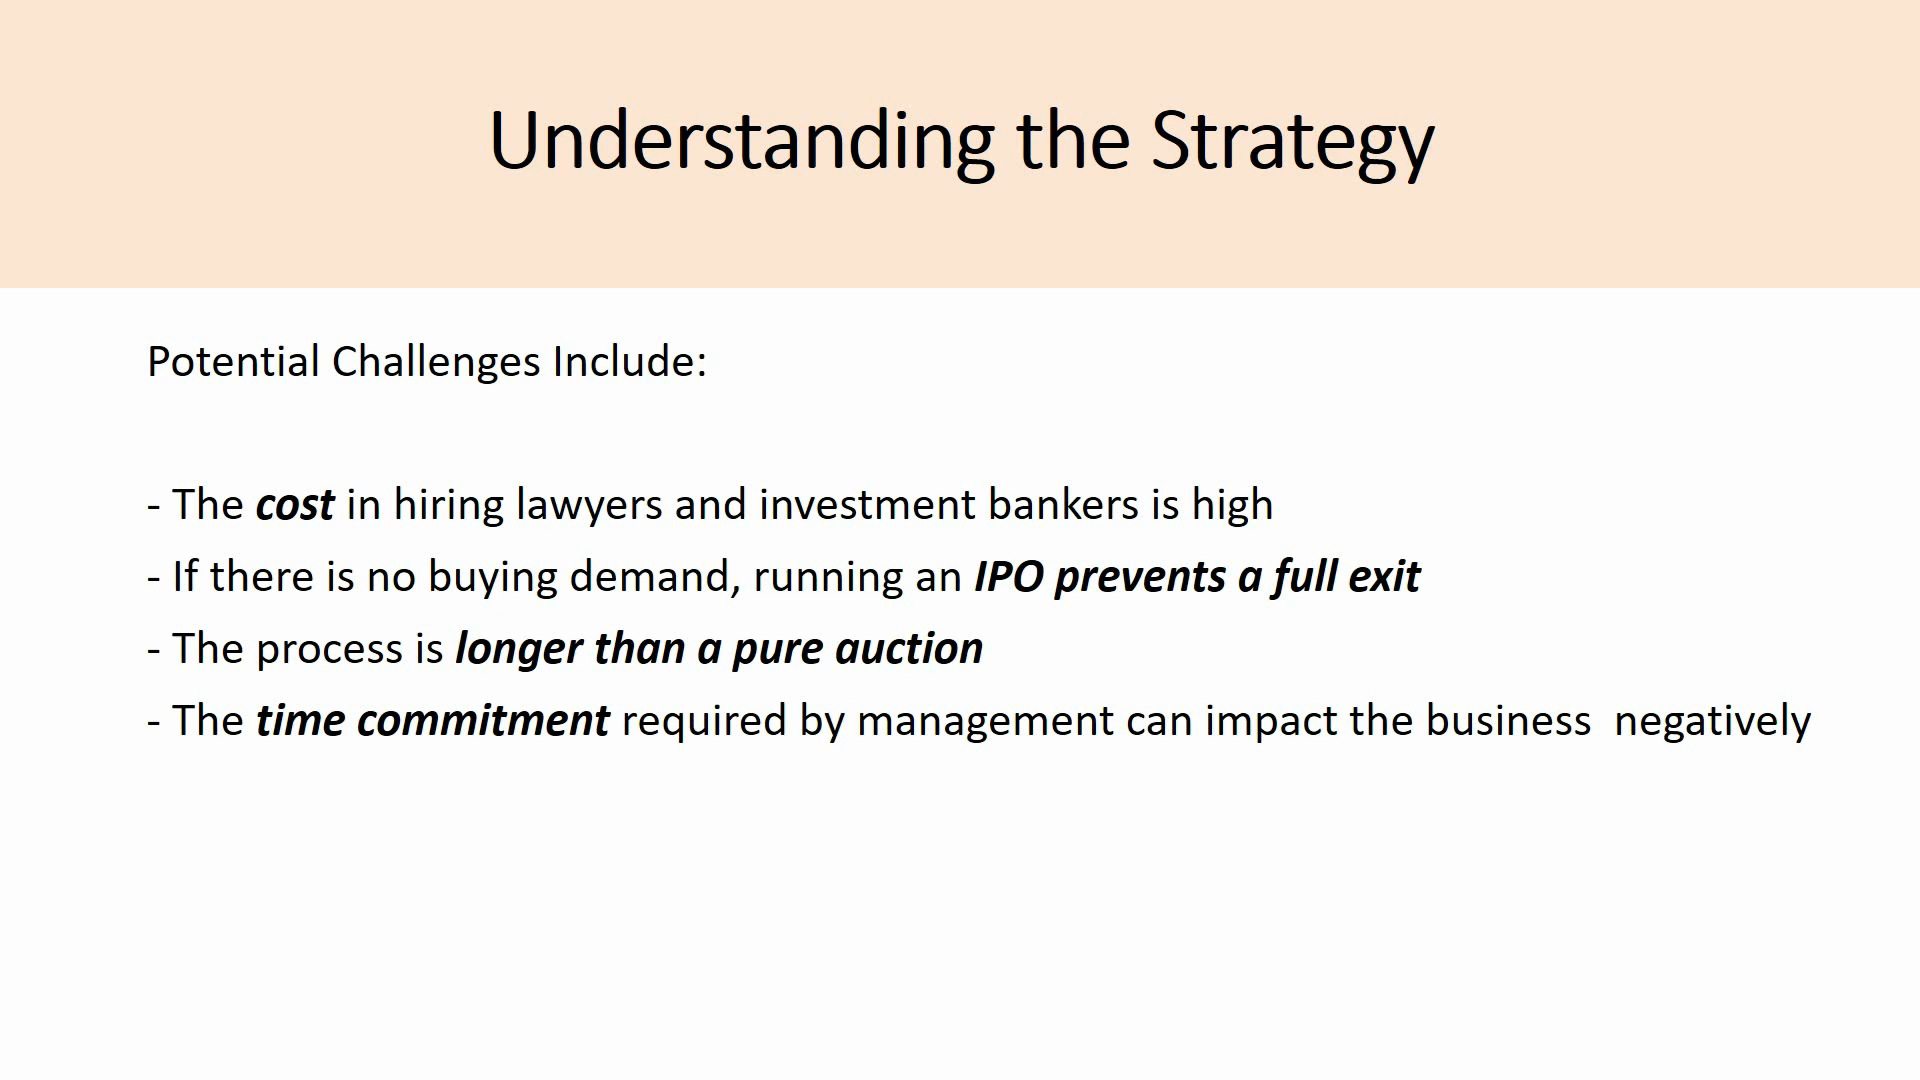 Understanding the Strategy
Potential Challenges Include:
- The cost in hiring lawyers and investment bankers is high
- If there is no buying demand, running an IPO prevents a full exit
- The process is longer than a pure auction
- The time commitment required by management can impact the business  negatively